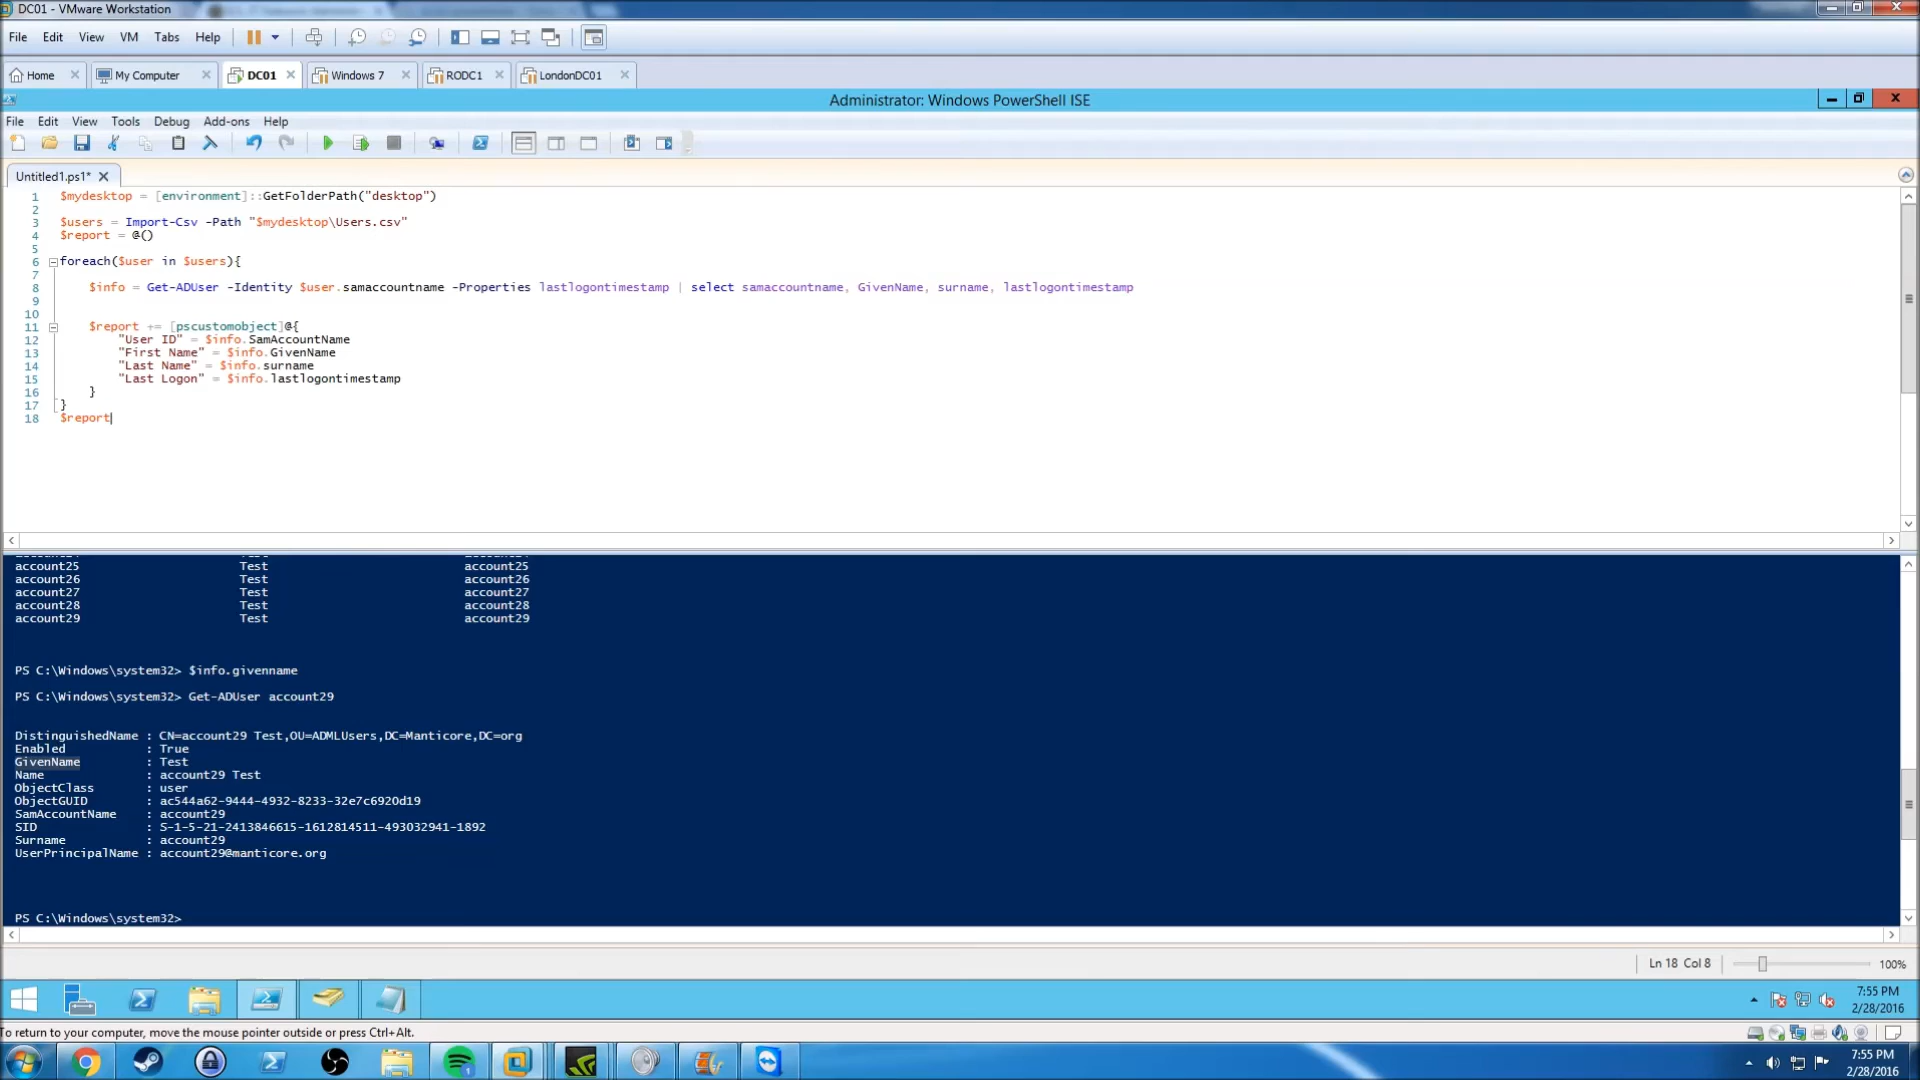 DC01 - VMware Workstation
File Edit View VM Tabs Help
Home My Computer DC01 Windows 7 RODC1 LondonDC01
Administrator: Windows PowerShell ISE
File Edit View Tools Debug Add-ons Help
Untitled1.ps1*
1 $mydesktop = [environment]::GetFolderPath("desktop")
2
3 $users = Import-Csv -Path "$mydesktop\Users.csv"
4 $report = @()
5
6 foreach($user in $users){
7
8 $info = Get-ADUser -Identity $user.samaccountname -Properties lastlogontimestamp | select samaccountname, GivenName, surname, lastlogontimestamp
9
10
11 $report += [pscustomobject]@{
12 "User ID" = $info.SamAccountName
13 "First Name" = $info.GivenName
14 "Last Name" = $info.surname
15 "Last Logon" = $info.lastlogontimestamp
16 }
17 }
18 $report
account25 Test account25
account26 Test account26
account27 Test account27
account28 Test account28
account29 Test account29
PS C:\Windows\system32> $info.givenname
PS C:\Windows\system32> Get-ADUser account29
DistinguishedName : CN=account29 Test,OU=ADMLUsers,DC=Manticore,DC=org
Enabled : True
GivenName : Test
Name : account29 Test
ObjectClass : user
ObjectGUID : ac544a62-9444-4932-8233-32e7c6920d19
SamAccountName : account29
SID : S-1-5-21-2413846615-1612814511-493032941-1892
Surname : account29
UserPrincipalName : account29@manticore.org
PS C:\Windows\system32>
Ln 18 Col 8 100%
7:55 PM
2/28/2016
To return to your computer, move the mouse pointer outside or press Ctrl+Alt.
7:55 PM
2/28/2016